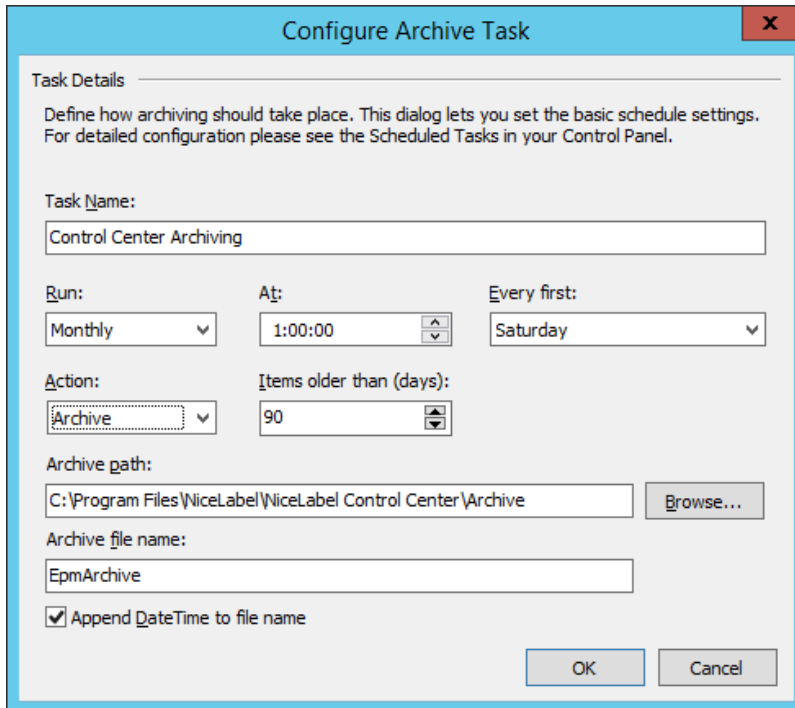 Configure Archive Task
x
Task Details
Define how archiving should take place. This dialog lets you set the basic schedule settings.
For detailed configuration please see the Scheduled Tasks in your Control Panel.
Task Name:
Control Center Archiving
Run: At: Every first:
Monthly 1:00:00 Saturday
Action: Items older than (days):
Archive 90
Archive path:
C:\Program Files\NiceLabel\NiceLabel Control Center\Archive Browse...
Archive file name:
EpmArchive
Append DateTime to file name
OK Cancel